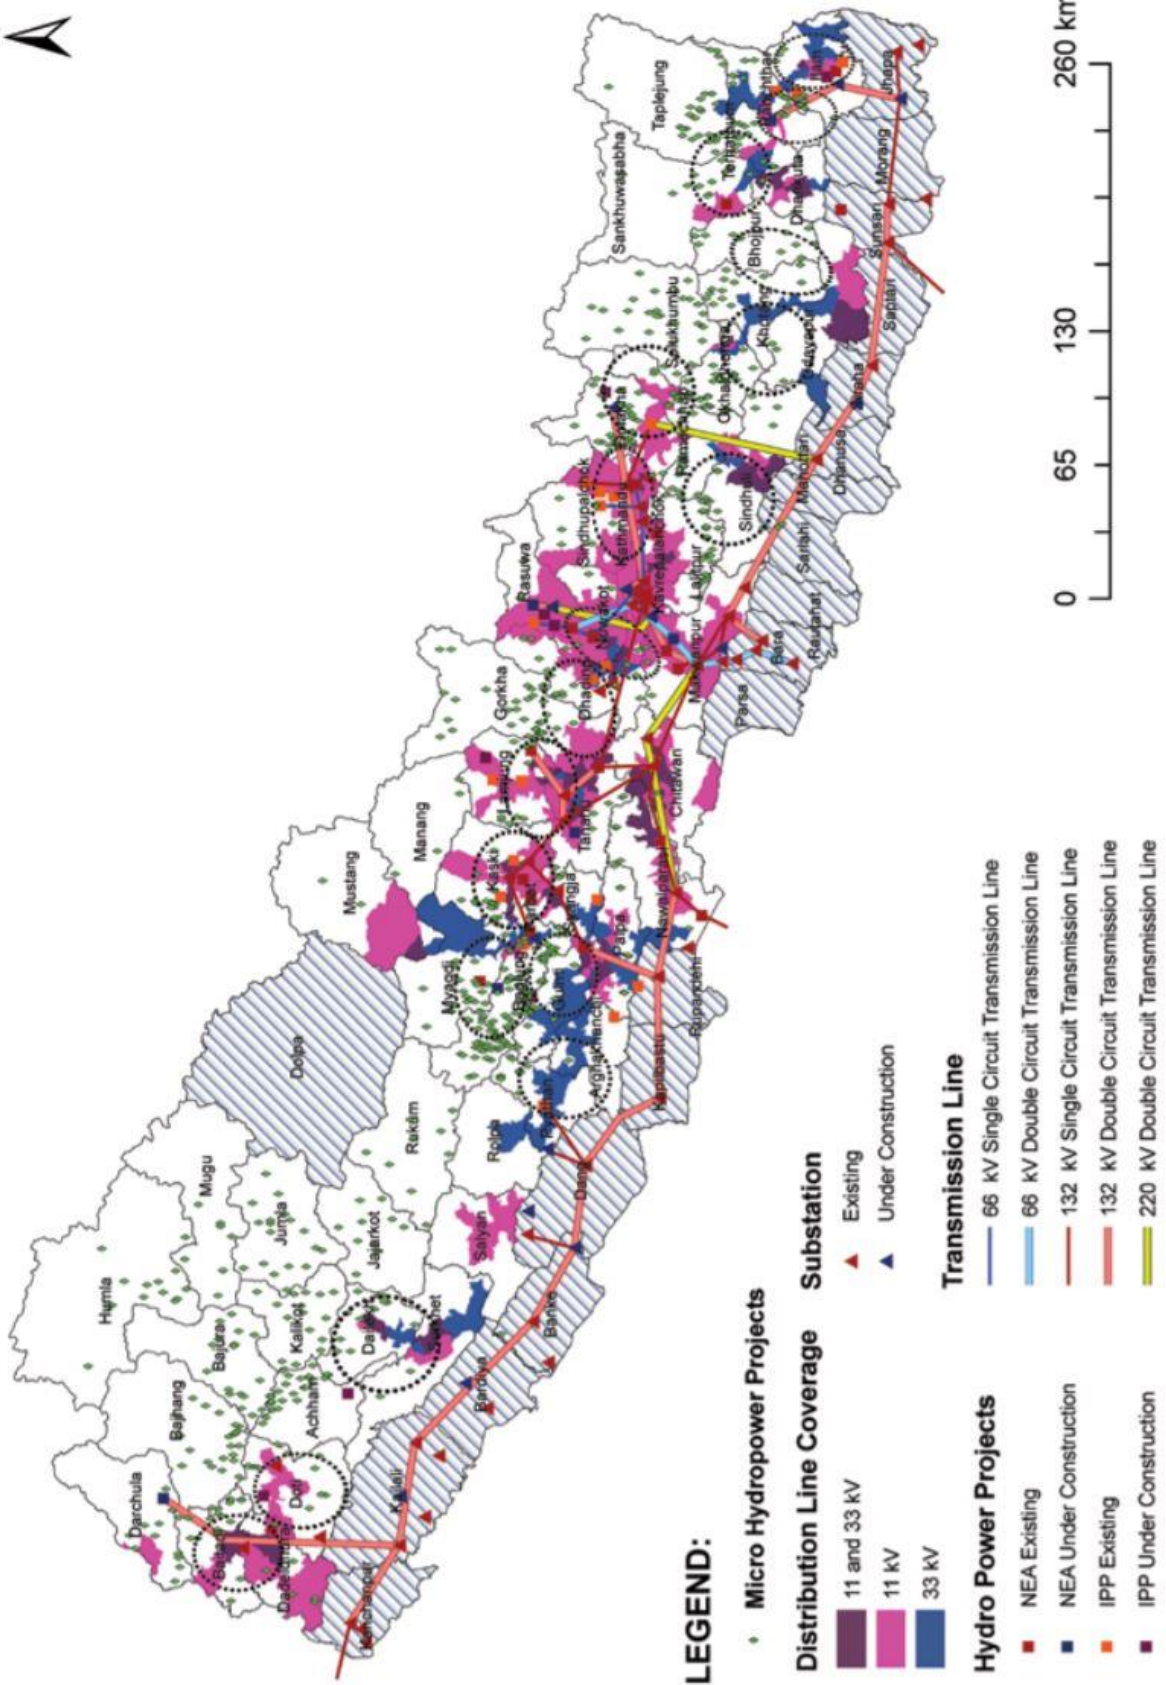 Darchula
Bajhang
Humla
Bajura
Mugu
Baitadi
Dadeldhura
Doti
Achham
Kalikot
Jumla
Dolpa
Kanchanpur
Kailali
Dailekh
Surkhet
Jajarkot
Rukum
Bardiya
Banke
Salyan
Rolpa
Dang
Pyuthan
Mustang
Manang
Myagdi
Baglung
Gulmi
Arghakhanchi
Kapilbastu
Rupandehi
Palpa
Nawalparasi
Syangja
Kaski
Lamjung
Tanahu
Gorkha
Chitawan
Dhading
Rasuwa
Nuwakot
Sindhupalchok
Kathmandu
Kavrepalanchok
Lalitpur
Makwanpur
Parsa
Bara
Rautahat
Sarlahi
Sindhuli
Mahottari
Dhanusa
Dolakha
Ramechhap
Solukhumbu
Okhaldhunga
Khotang
Udayapur
Siraha
Saptari
Sankhuwasabha
Taplejung
Bhojpur
Terhathum
Dhankuta
Panchthar
Ilam
Sunsari
Morang
Jhapa
LEGEND:
Micro Hydropower Projects
Distribution Line Coverage
11 and 33 kV
11 kV
33 kV
Hydro Power Projects
NEA Existing
NEA Under Construction
IPP Existing
IPP Under Construction
Substation
Existing
Under Construction
Transmission Line
66 kV Single Circuit Transmission Line
66 kV Double Circuit Transmission Line
132 kV Single Circuit Transmission Line
132 kV Double Circuit Transmission Line
220 kV Double Circuit Transmission Line
0 65 130 260 km